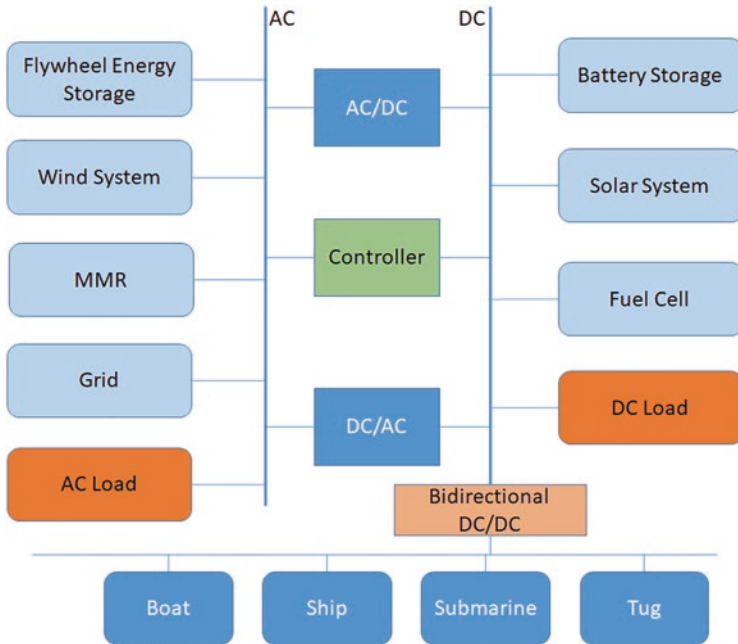 AC
DC
Flywheel Energy
Storage
AC/DC
Battery Storage
Wind System
Solar System
Controller
MMR
Fuel Cell
Grid
DC/AC
DC Load
AC Load
Bidirectional
DC/DC
Boat
Ship
Submarine
Tug